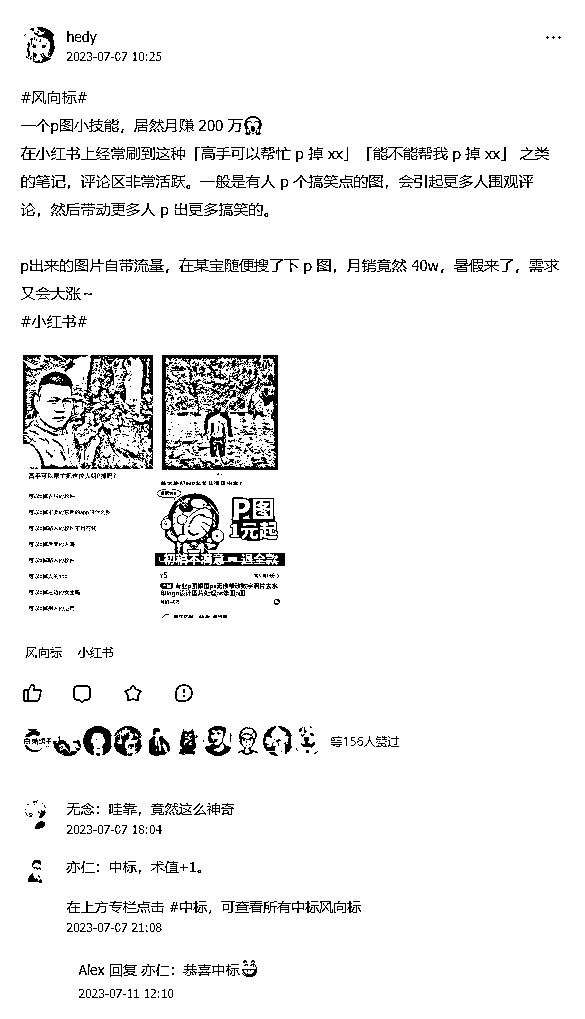 hedy
2023-07-07 10:25
#风向标#
一个p图小技能，居然月赚 200 万😱
在小红书上经常刷到这种「高手可以帮忙 p 掉 xx」「能不能帮我 p 掉 xx」 之类
的笔记，评论区非常活跃。一般是有人 p 个搞笑点的图，会引起更多人围观评
论，然后带动更多人 p 出更多搞笑的。
p出来的图片自带流量，在某宝随便搜了下 p 图，月销竟然 40w，暑假来了，需求
又会大涨~
#小红书#
P图
1元起
¥5
风向标 小红书
等156人赞过
无念：哇靠，竟然这么神奇
2023-07-07 18:04
亦仁：中标，术值+1。
在上方专栏点击 #中标，可查看所有中标风向标
2023-07-07 21:08
Alex 回复 亦仁：恭喜中标😄
2023-07-11 12:10